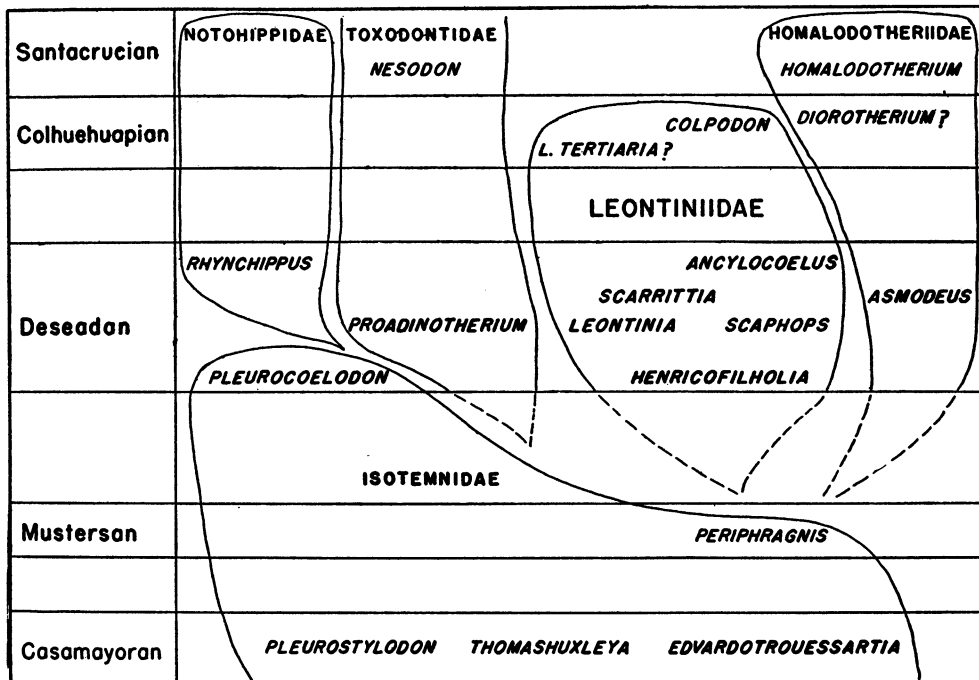 Santacrucian
NOTOHIPPIDAE
TOXODONTIDAE
HOMALODOTHERIIDAE
NESODON
HOMALODOTHERIUM
Colhuehuapian
COLPODON
DIOROTHERIUM?
L. TERTIARIA?
LEONTINIIDAE
Deseadan
RHYNCHIPPUS
ANCYLOCOELUS
SCARRITTIA
ASMODEUS
PROADINOTHERIUM
LEONTINIA
SCAPHOPS
PLEUROCOELODON
HENRICOFILHOLIA
ISOTEMNIDAE
Mustersan
PERIPHRAGNIS
Casamayoran
PLEUROSTYLODON
THOMASHUXLEYA
EDVARDOTROUESSARTIA